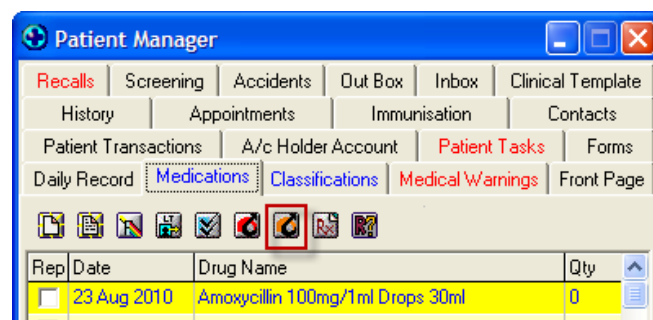 Patient Manager
Recalls Screening Accidents Out Box Inbox Clinical Template
History Appointments Immunisation Contacts
Patient Transactions A/c Holder Account Patient Tasks Forms
Daily Record Medications Classifications Medical Warnings Front Page
Rep Date Drug Name Qty
23 Aug 2010 Amoxycillin 100mg/1ml Drops 30ml 0